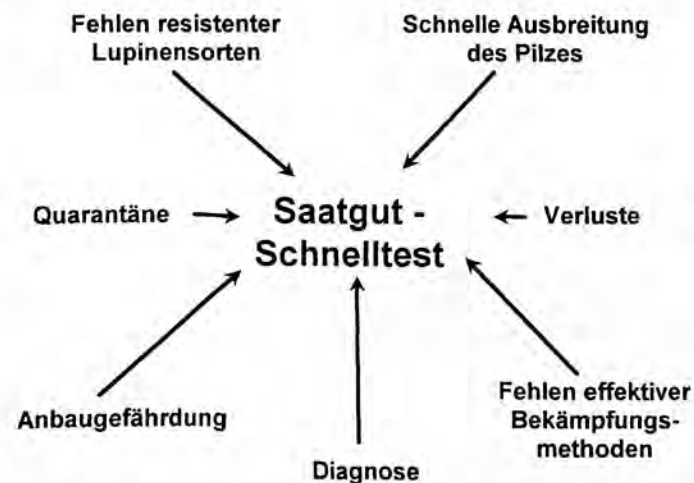 Fehlen resistenter
Lupinensorten
Schnelle Ausbreitung
des Pilzes
Quarantäne
Saatgut -
Schnelltest
Verluste
Anbaugefährdung
Fehlen effektiver
Bekämpfungs-
methoden
Diagnose